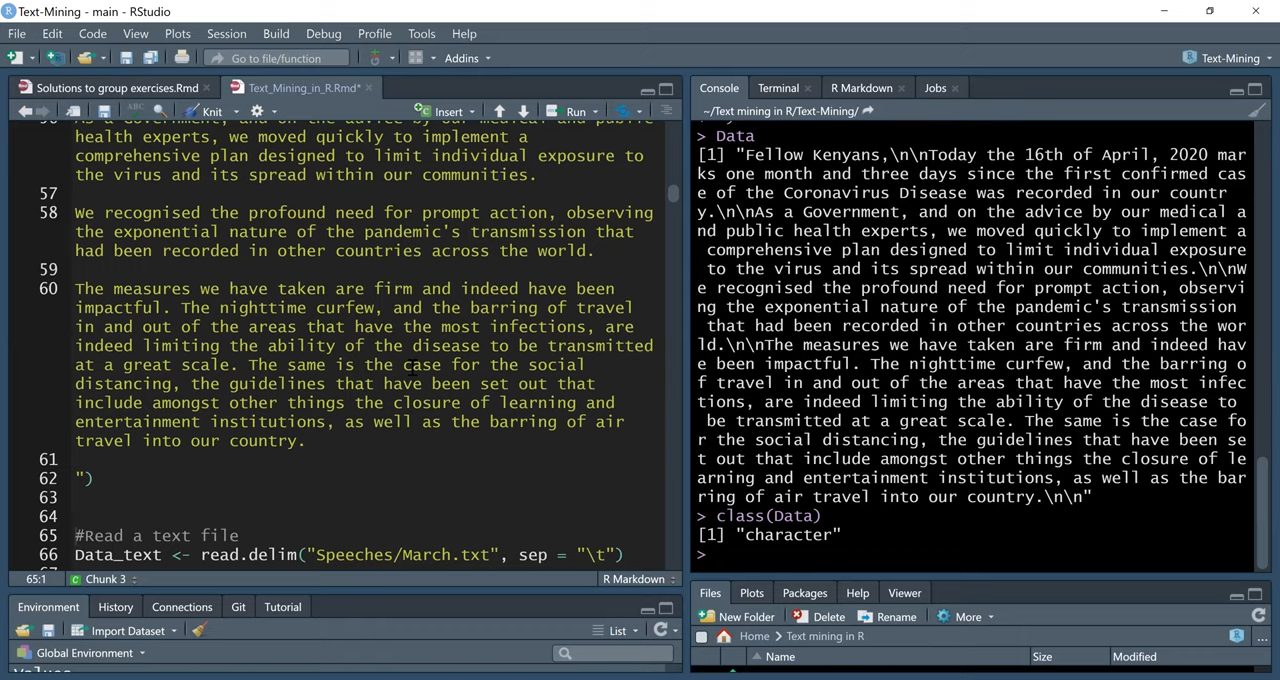 Text-Mining - main - RStudio
File Edit Code View Plots Session Build Debug Profile Tools Help
Go to file/function Addins Text-Mining
Solutions to group exercises.Rmd Text_Mining_in_R.Rmd*
Knit Insert Run
health experts, we moved quickly to implement a
comprehensive plan designed to limit individual exposure to
the virus and its spread within our communities.
57
58 We recognised the profound need for prompt action, observing
the exponential nature of the pandemic's transmission that
had been recorded in other countries across the world.
59
60 The measures we have taken are firm and indeed have been
impactful. The nighttime curfew, and the barring of travel
in and out of the areas that have the most infections, are
indeed limiting the ability of the disease to be transmitted
at a great scale. The same is the case for the social
distancing, the guidelines that have been set out that
include amongst other things the closure of learning and
entertainment institutions, as well as the barring of air
travel into our country.
61
62 ")
63
64
65 #Read a text file
66 Data_text <- read.delim("Speeches/March.txt", sep = "\t")
65:1 Chunk 3 R Markdown
Environment History Connections Git Tutorial
Import Dataset List
Global Environment
Console Terminal R Markdown Jobs
~/Text mining in R/Text-Mining/
> Data
[1] "Fellow Kenyans,\n\nToday the 16th of April, 2020 mar
ks one month and three days since the first confirmed cas
e of the Coronavirus Disease was recorded in our countr
y.\n\nAs a Government, and on the advice by our medical a
nd public health experts, we moved quickly to implement a
comprehensive plan designed to limit individual exposure
to the virus and its spread within our communities.\n\nW
e recognised the profound need for prompt action, observi
ng the exponential nature of the pandemic's transmission
that had been recorded in other countries across the wor
ld.\n\nThe measures we have taken are firm and indeed hav
e been impactful. The nighttime curfew, and the barring o
f travel in and out of the areas that have the most infec
tions, are indeed limiting the ability of the disease to
be transmitted at a great scale. The same is the case fo
r the social distancing, the guidelines that have been se
t out that include amongst other things the closure of le
arning and entertainment institutions, as well as the bar
ring of air travel into our country.\n\n"
> class(Data)
[1] "character"
>
Files Plots Packages Help Viewer
New Folder Delete Rename More
Home Text mining in R
Name Size Modified